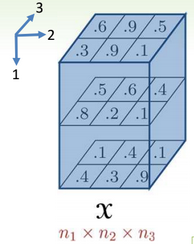 3
2
1
.6 .9 .5
.3 .9 .1
.5 .6 .4
.8 .2 .1
.1 .4 .1
.4 .3 .9
x
n₁ × n₂ × n₃